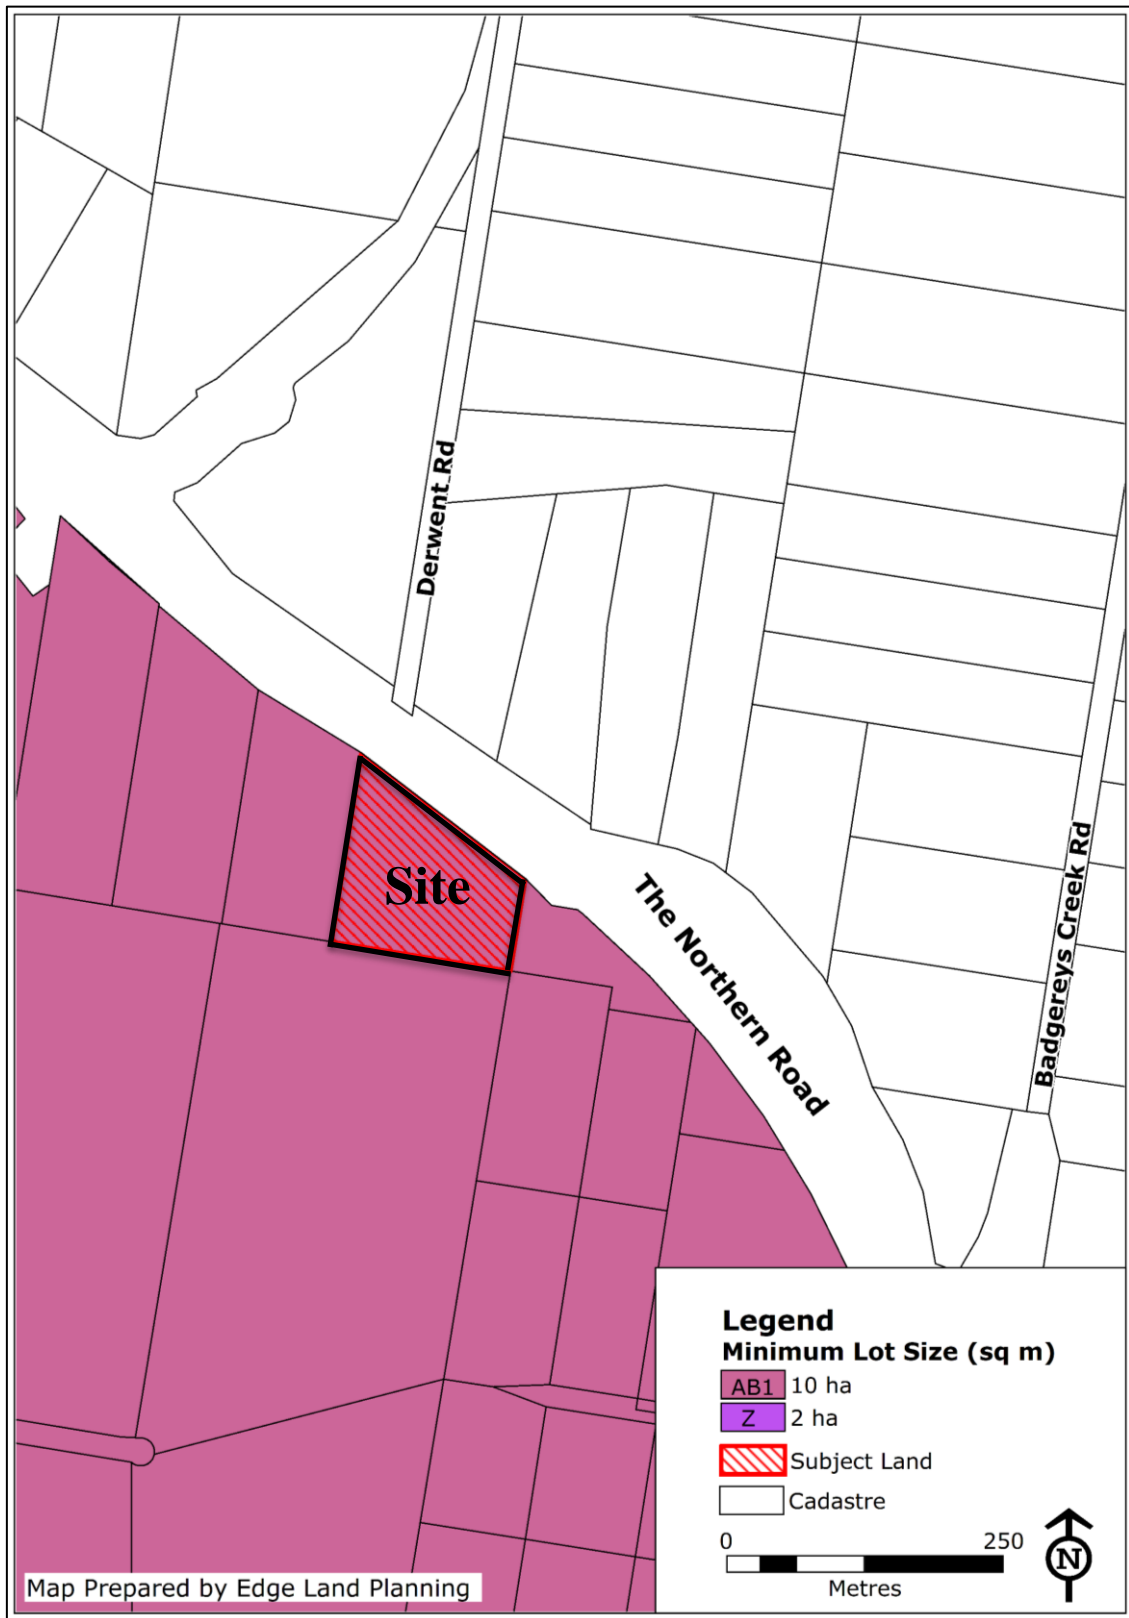 Derwent Rd
Site
The Northern Road
Badgereys Creek Rd
Legend
Minimum Lot Size (sq m)
AB1 10 ha
Z 2 ha
Subject Land
Cadastre
0 250
Metres
N
Map Prepared by Edge Land Planning